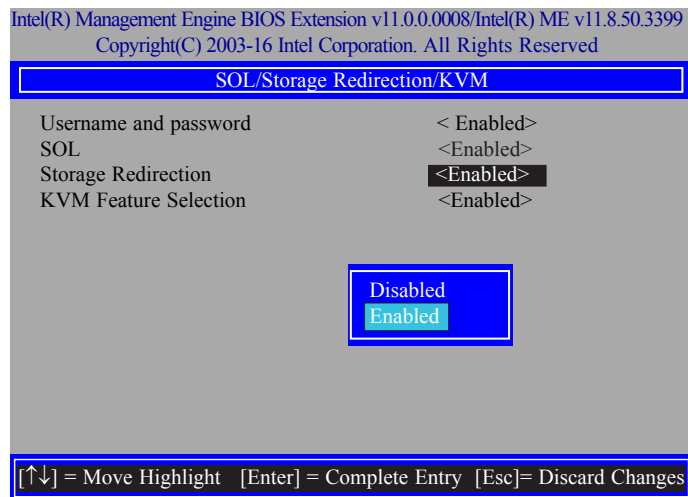 Intel(R) Management Engine BIOS Extension v11.0.0.0008/Intel(R) ME v11.8.50.3399
Copyright(C) 2003-16 Intel Corporation. All Rights Reserved
SOL/Storage Redirection/KVM
Username and password < Enabled>
SOL <Enabled>
Storage Redirection <Enabled>
KVM Feature Selection <Enabled>
Disabled
Enabled
[↑↓] = Move Highlight [Enter] = Complete Entry [Esc]= Discard Changes